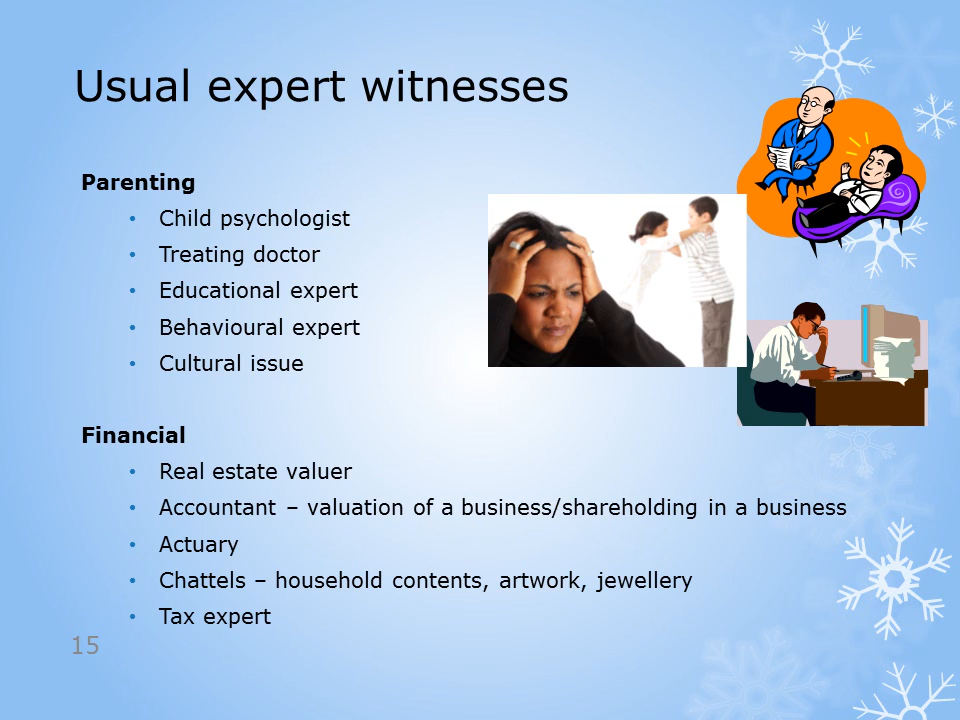 Usual expert witnesses
Parenting
• Child psychologist
• Treating doctor
• Educational expert
• Behavioural expert
• Cultural issue
Financial
• Real estate valuer
• Accountant – valuation of a business/shareholding in a business
• Actuary
• Chattels – household contents, artwork, jewellery
• Tax expert
15